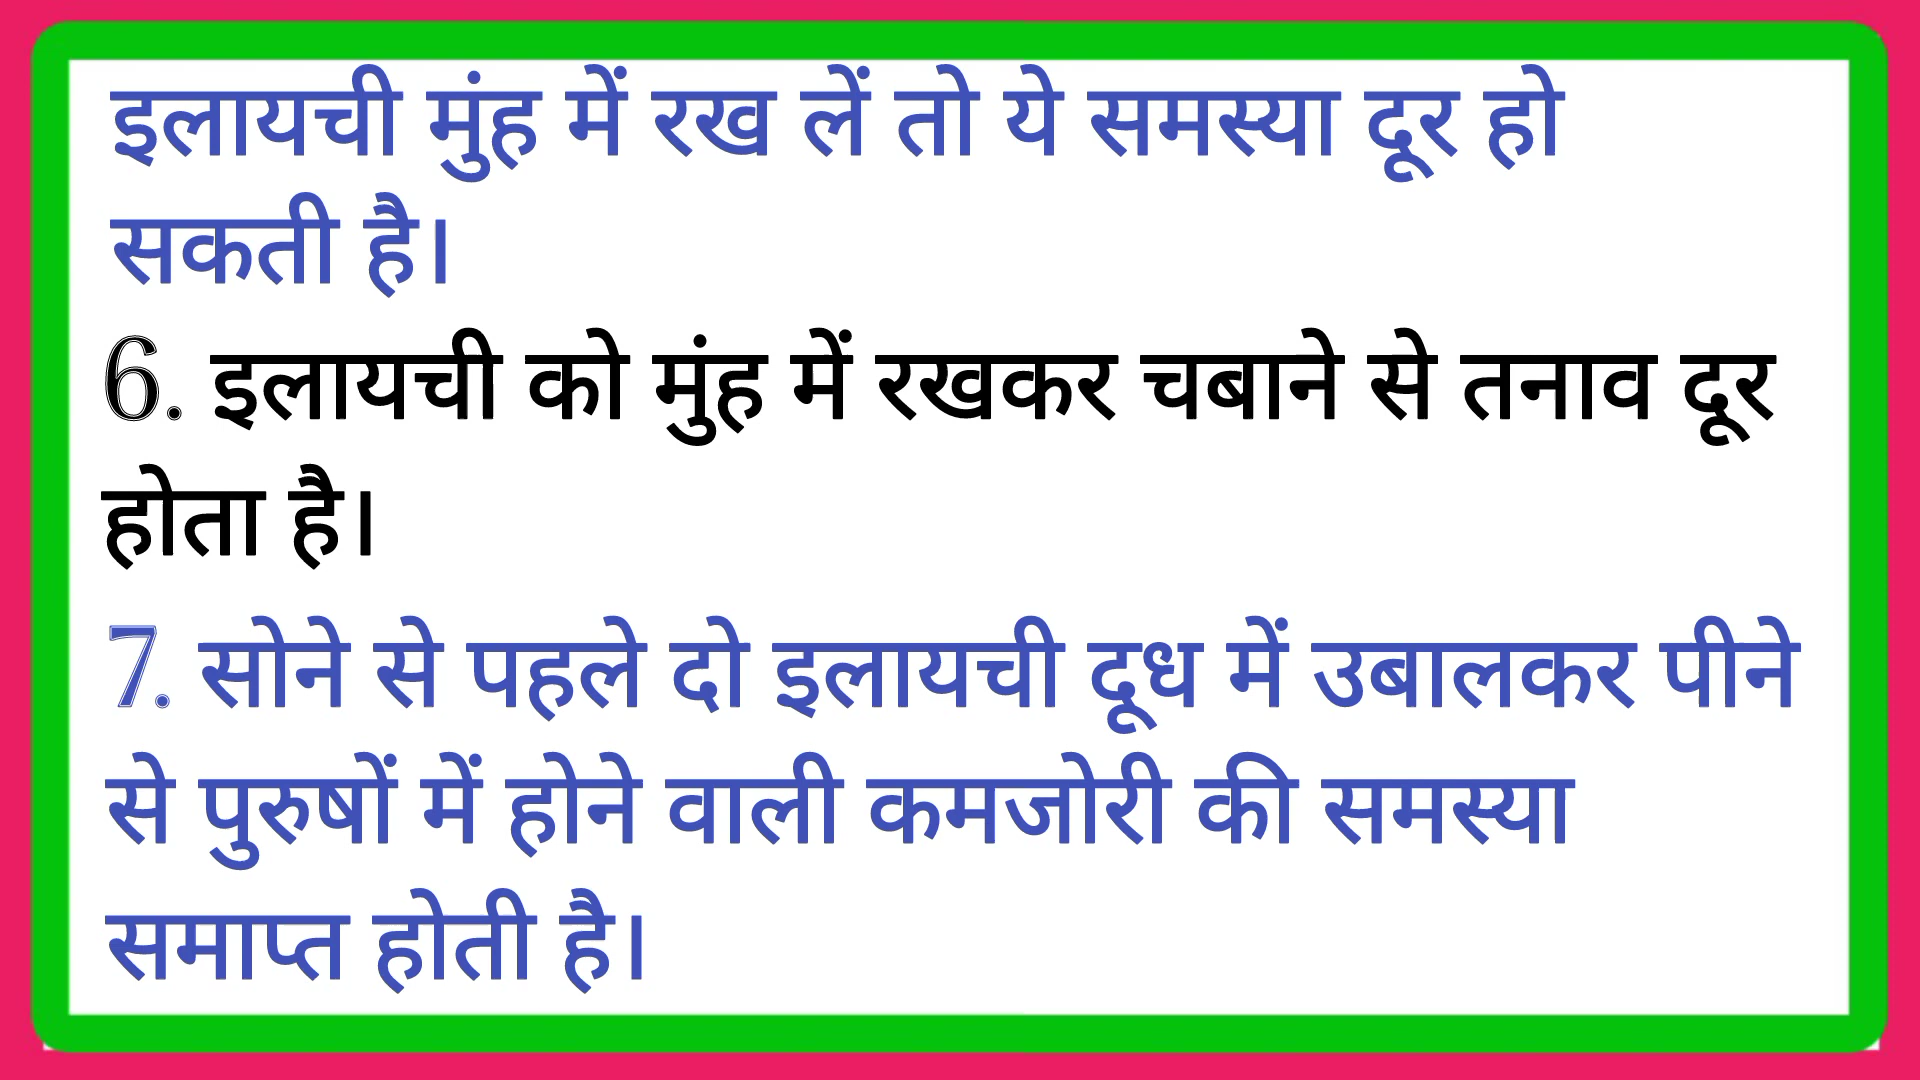 इलायची मुंह में रख लें तो ये समस्या दूर हो
सकती है।
6. इलायची को मुंह में रखकर चबाने से तनाव दूर
होता है।
7. सोने से पहले दो इलायची दूध में उबालकर पीने
से पुरुषों में होने वाली कमजोरी की समस्या
समाप्त होती है।